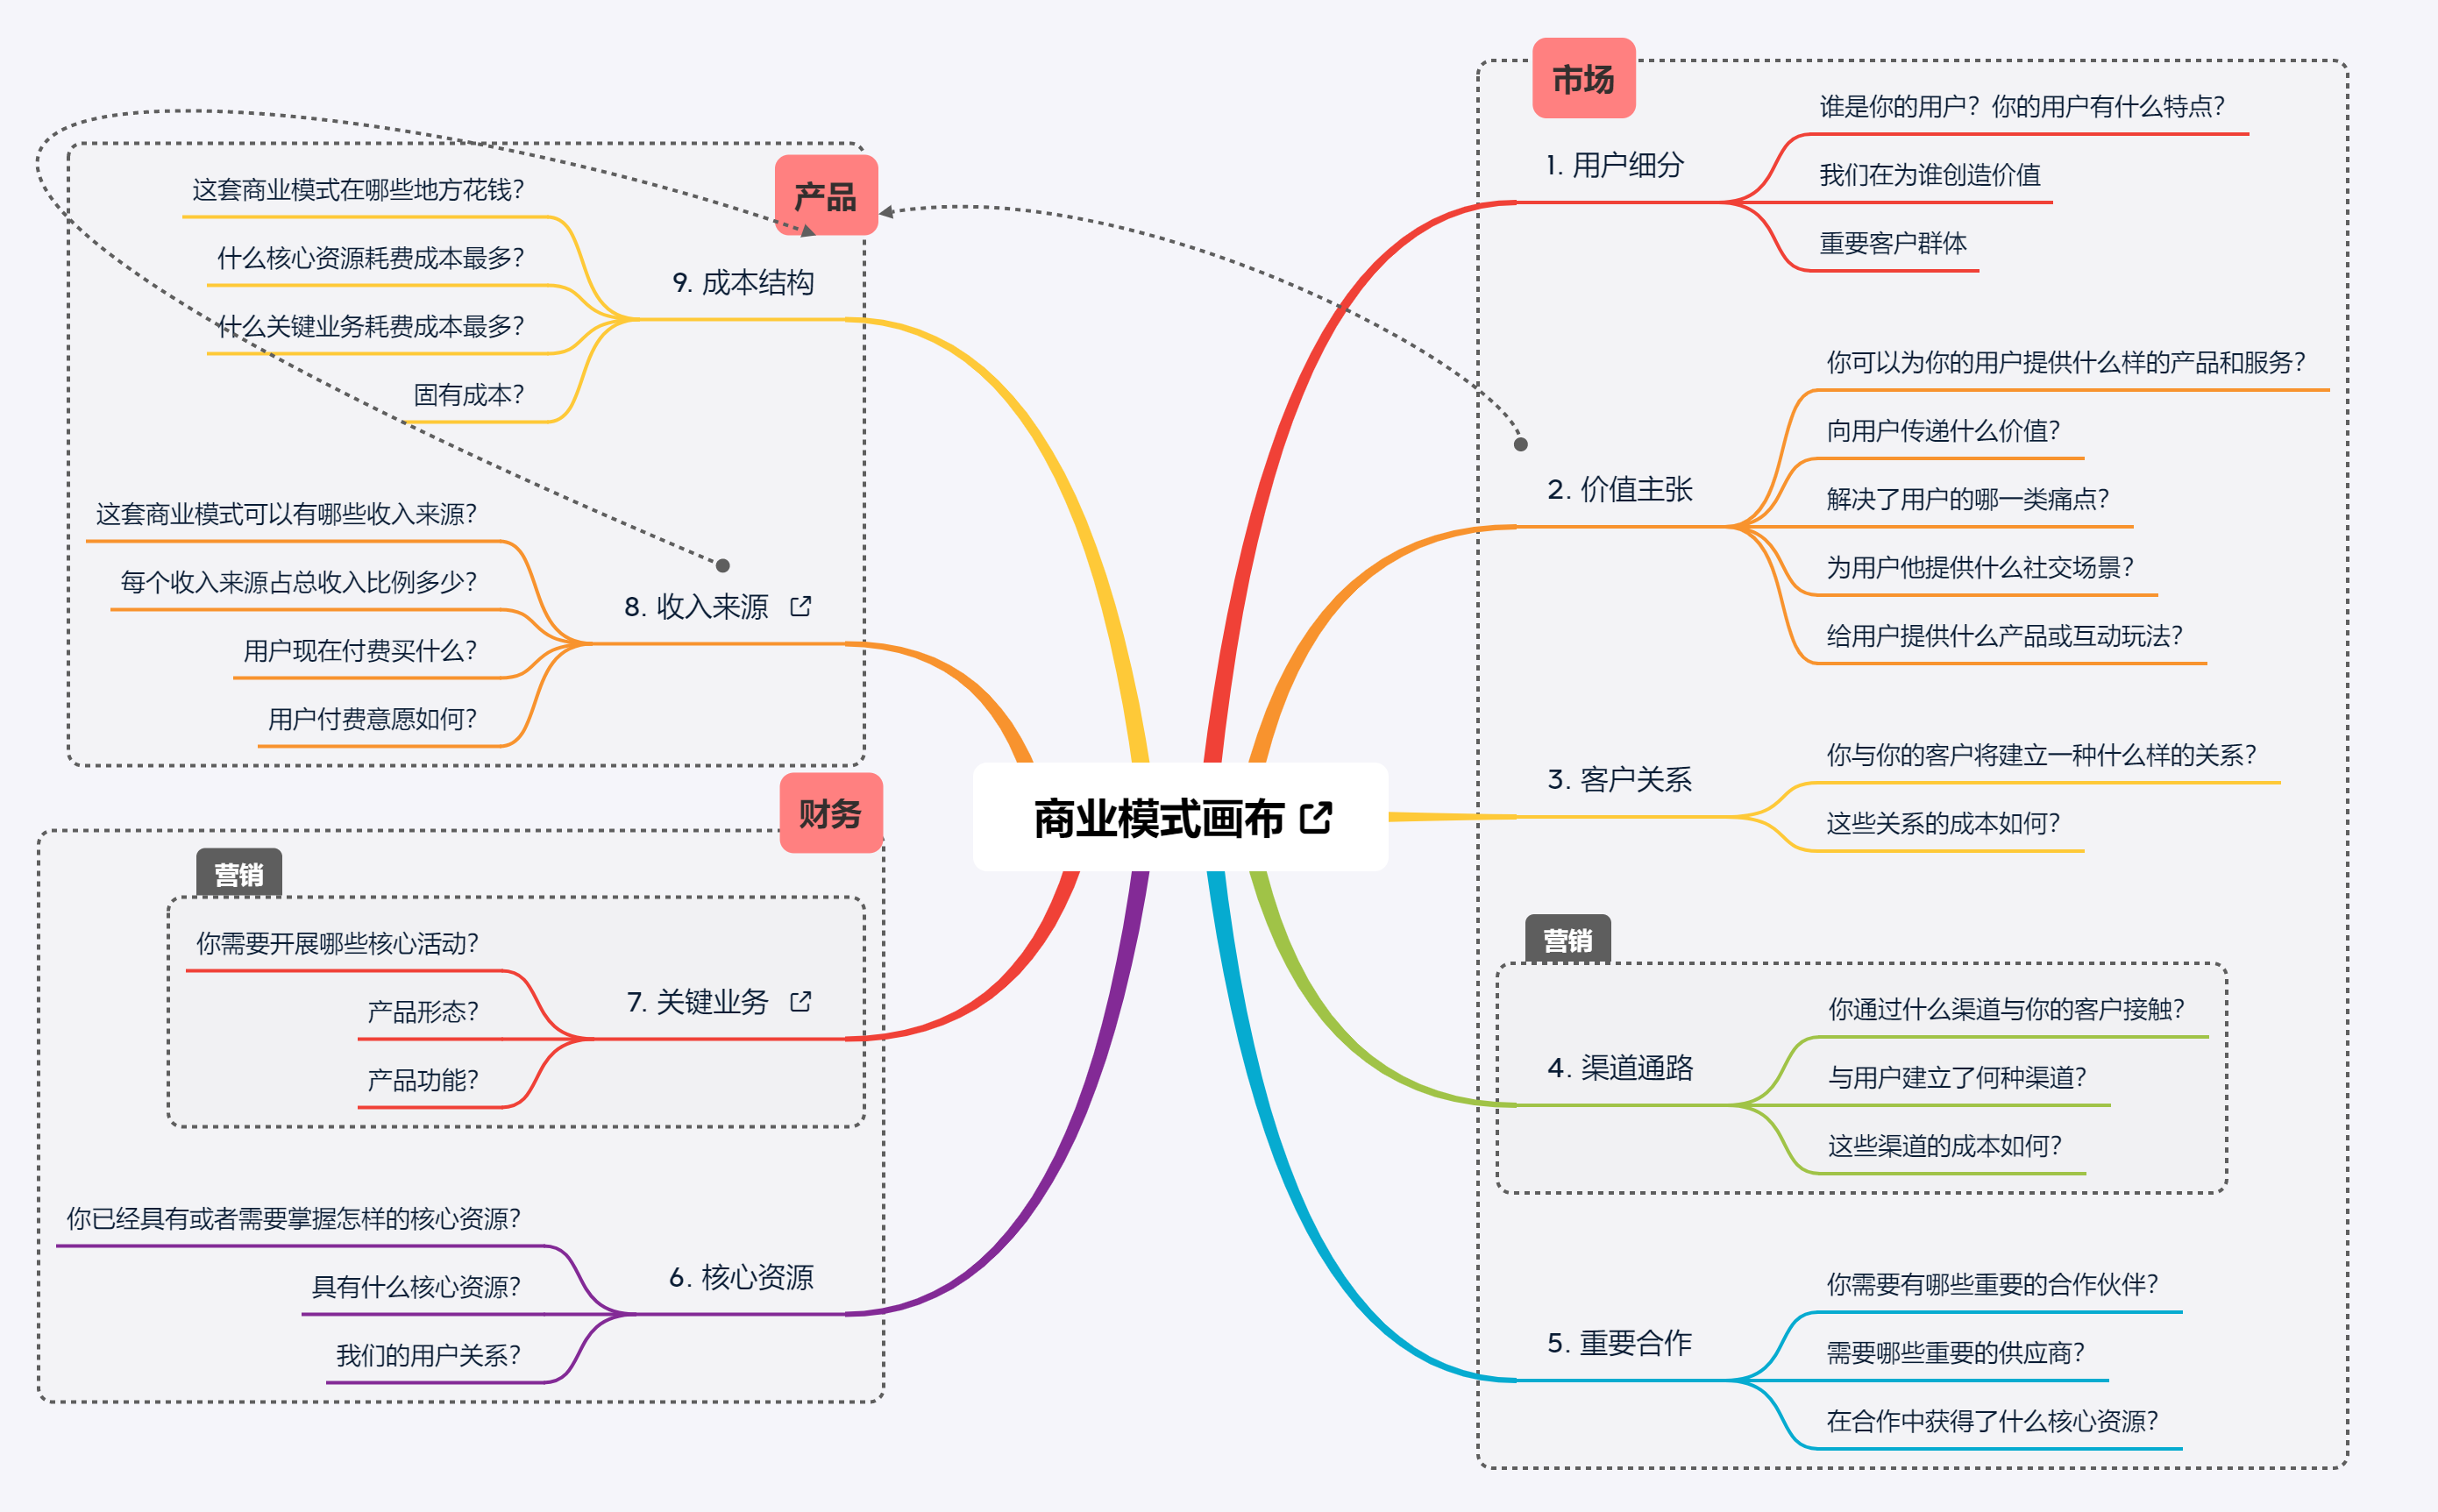 商业模式画布
市场
1. 用户细分
谁是你的用户？你的用户有什么特点？
我们在为谁创造价值
重要客户群体
2. 价值主张
你可以为你的用户提供什么样的产品和服务？
向用户传递什么价值？
解决了用户的哪一类痛点？
为用户他提供什么社交场景？
给用户提供什么产品或互动玩法？
3. 客户关系
你与你的客户将建立一种什么样的关系？
这些关系的成本如何？
营销
4. 渠道通路
你通过什么渠道与你的客户接触？
与用户建立了何种渠道？
这些渠道的成本如何？
5. 重要合作
你需要有哪些重要的合作伙伴？
需要哪些重要的供应商？
在合作中获得了什么核心资源？
产品
9. 成本结构
这套商业模式在哪些地方花钱？
什么核心资源耗费成本最多？
什么关键业务耗费成本最多？
固有成本？
8. 收入来源
这套商业模式可以有哪些收入来源？
每个收入来源占总收入比例多少？
用户现在付费买什么？
用户付费意愿如何？
财务
营销
7. 关键业务
你需要开展哪些核心活动？
产品形态？
产品功能？
6. 核心资源
你已经具有或者需要掌握怎样的核心资源？
具有什么核心资源？
我们的用户关系？